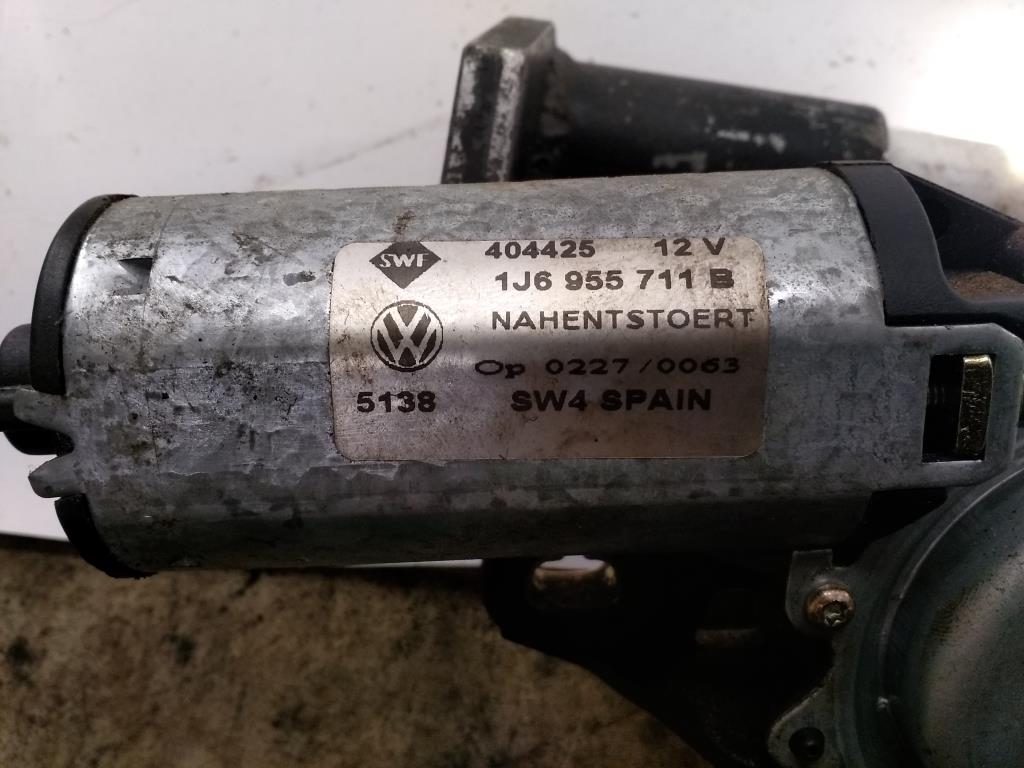 SWF 404425 12 V
1J6 955 711 B
NAHENTSTOERT
Op 0227/0063
5138 SW4 SPAIN